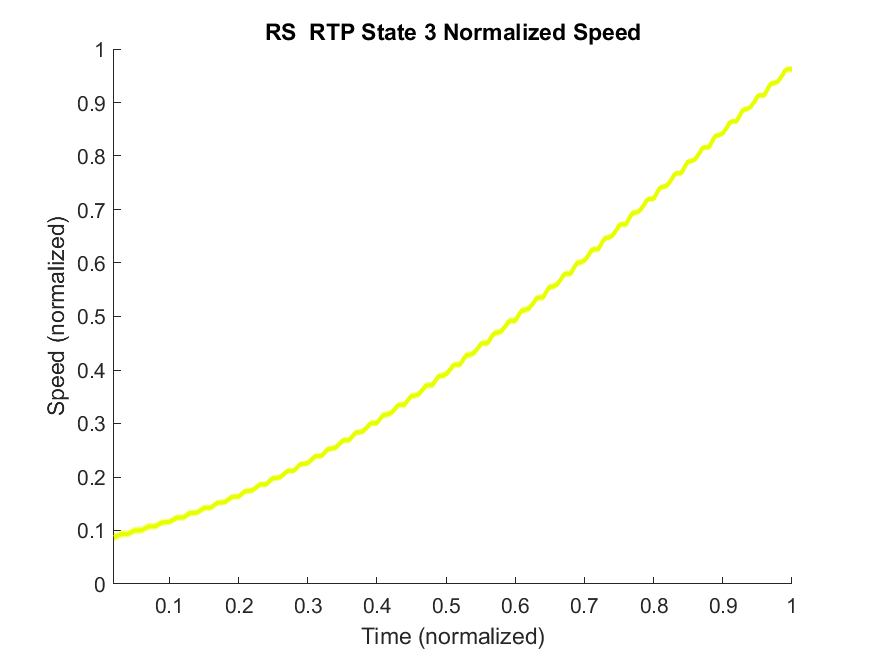 RS  RTP State 3 Normalized Speed
1
0.9
0.8
0.7
0.6
0.5
0.4
0.3
0.2
0.1
0
Speed (normalized)
0.1 0.2 0.3 0.4 0.5 0.6 0.7 0.8 0.9 1
Time (normalized)